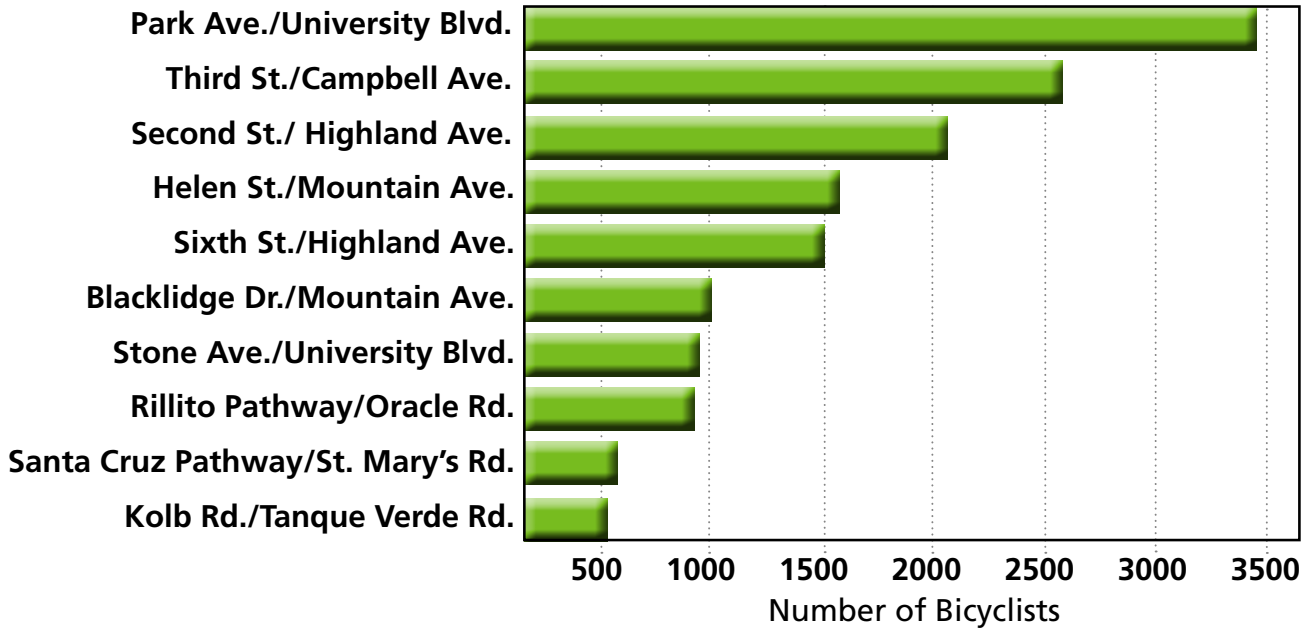 Park Ave./University Blvd.
Third St./Campbell Ave.
Second St./ Highland Ave.
Helen St./Mountain Ave.
Sixth St./Highland Ave.
Blacklidge Dr./Mountain Ave.
Stone Ave./University Blvd.
Rillito Pathway/Oracle Rd.
Santa Cruz Pathway/St. Mary’s Rd.
Kolb Rd./Tanque Verde Rd.
500 1000 1500 2000 2500 3000 3500
Number of Bicyclists